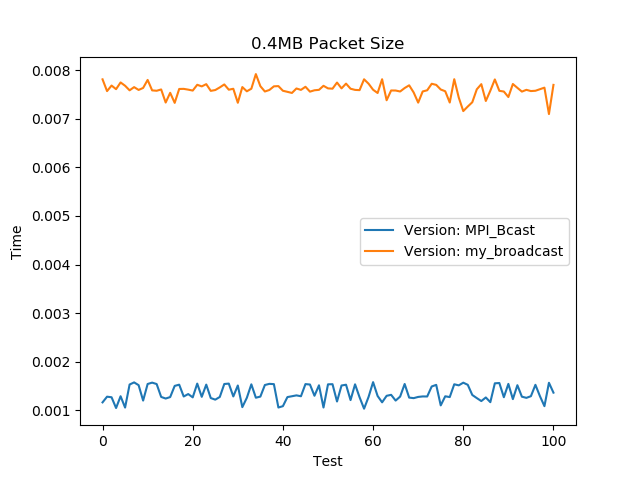 0.4MB Packet Size
0.008
0.007
0.006
0.005
0.004
0.003
0.002
0.001
Time
Version: MPI_Bcast
Version: my_broadcast
0 20 40 60 80 100
Test